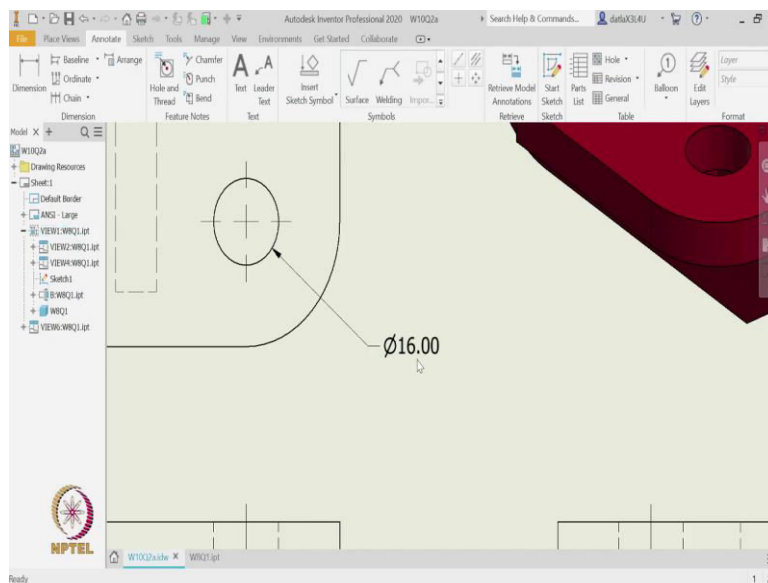 Autodesk Inventor Professional 2020 W10Q2a
Search Help & Commands...
datlaX3L4U
File Place Views Annotate Sketch Tools Manage View Environments Get Started Collaborate
Dimension
Baseline
Ordinate
Chain
Arrange
Hole and Thread
Chamfer
Punch
Bend
Text
Leader Text
Insert Sketch Symbol
Surface
Welding
Impor...
Retrieve Model Annotations
Start Sketch
Parts List
Hole
Revision
General
Balloon
Edit Layers
Layer
Style
Dimension Feature Notes Text Symbols Retrieve Sketch Table Format
Model
W10Q2a
Drawing Resources
Sheet:1
Default Border
ANSI - Large
VIEW1:W8Q1.ipt
VIEW2:W8Q1.ipt
VIEW4:W8Q1.ipt
Sketch1
B:W8Q1.ipt
W8Q1
VIEW6:W8Q1.ipt
Ø16.00
NPTEL
W10Q2a.idw W8Q1.ipt
Ready
1